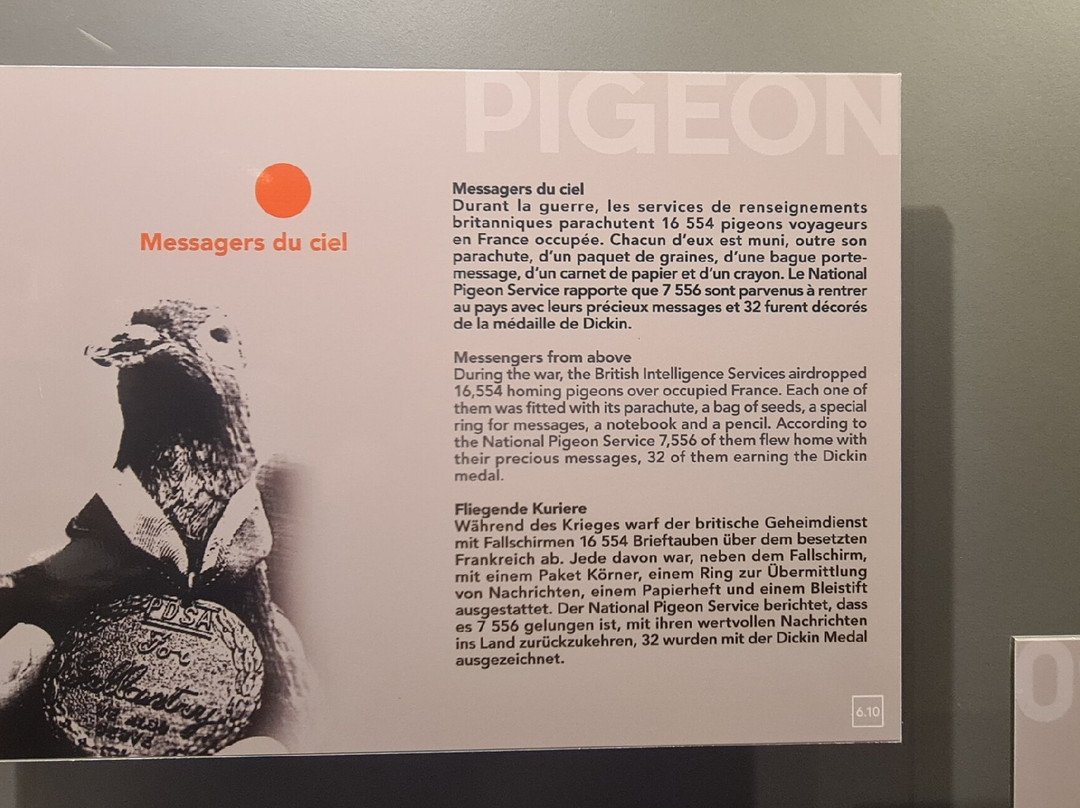 PIGEON
Messagers du ciel
Messagers du ciel
Durant la guerre, les services de renseignements
britanniques parachutent 16 554 pigeons voyageurs
en France occupée. Chacun d'eux est muni, outre son
parachute, d'un paquet de graines, d'une bague porte-
message, d'un carnet de papier et d'un crayon. Le National
Pigeon Service rapporte que 7 556 sont parvenus à rentrer
au pays avec leurs précieux messages et 32 furent décorés
de la médaille de Dickin.
Messengers from above
During the war, the British Intelligence Services airdropped
16,554 homing pigeons over occupied France. Each one of
them was fitted with its parachute, a bag of seeds, a special
ring for messages, a notebook and a pencil. According to
the National Pigeon Service 7,556 of them flew home with
their precious messages, 32 of them earning the Dickin
medal.
Fliegende Kuriere
Während des Krieges warf der britische Geheimdienst
mit Fallschirmen 16 554 Brieftauben über dem besetzten
Frankreich ab. Jede davon war, neben dem Fallschirm,
mit einem Paket Körner, einem Ring zur Übermittlung
von Nachrichten, einem Papierheft und einem Bleistift
ausgestattet. Der National Pigeon Service berichtet, dass
es 7 556 gelungen ist, mit ihren wertvollen Nachrichten
ins Land zurückzukehren, 32 wurden mit der Dickin Medal
ausgezeichnet.
PDSA
For
Gallantry
6.10